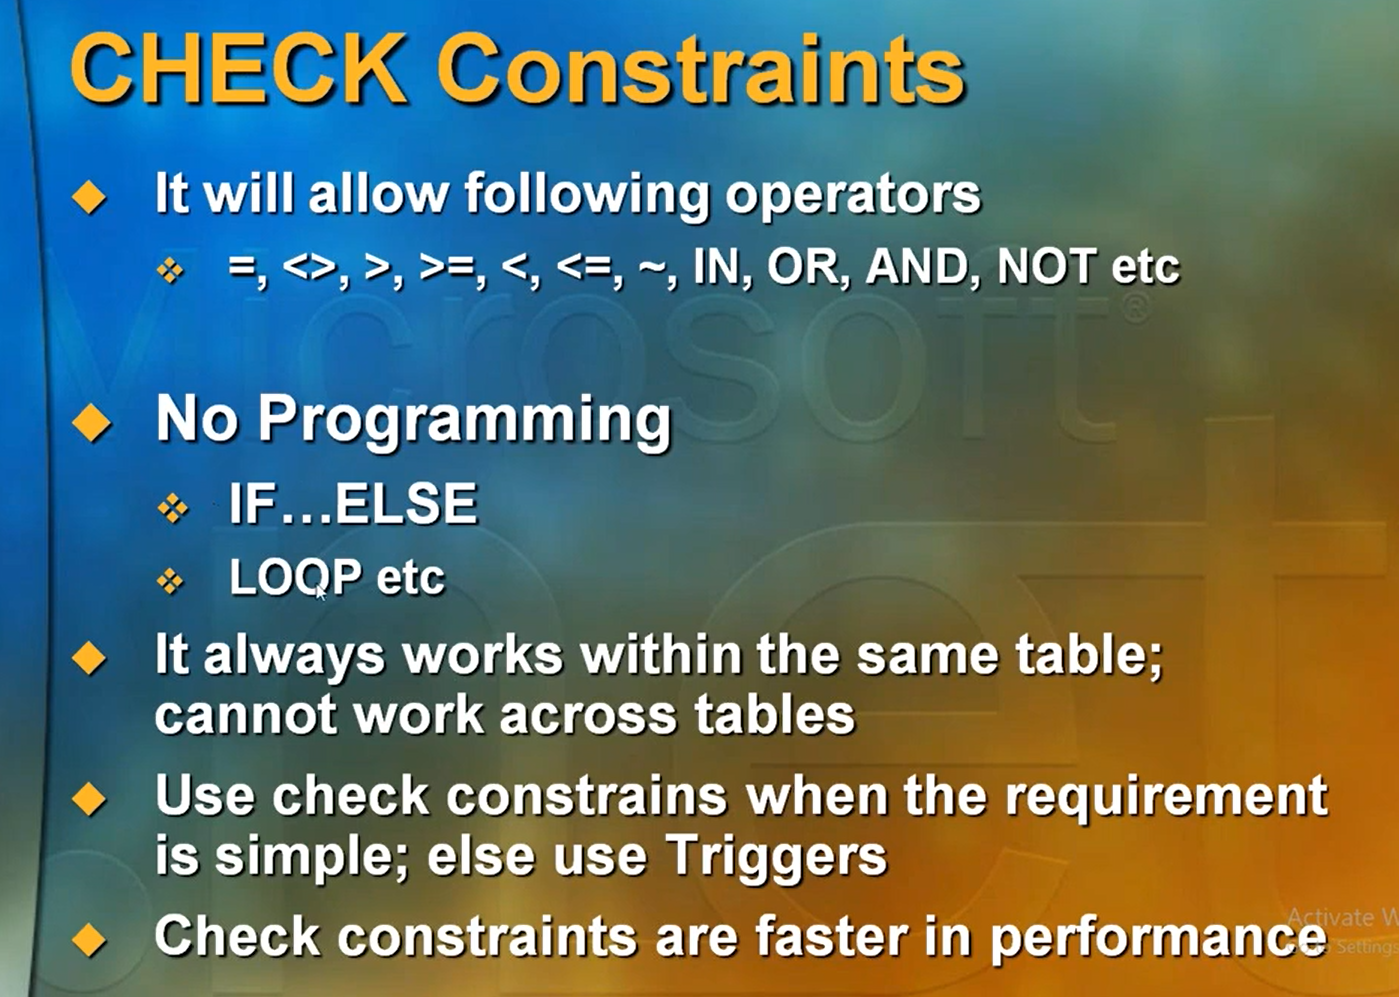 CHECK Constraints
It will allow following operators
=, <>, >, >=, <, <=, ~, IN, OR, AND, NOT etc
Microsoft®
.net
No Programming
IF…ELSE
LOOP etc
It always works within the same table;
cannot work across tables
Use check constrains when the requirement
is simple; else use Triggers
Check constraints are faster in performance
Activate W
Settings